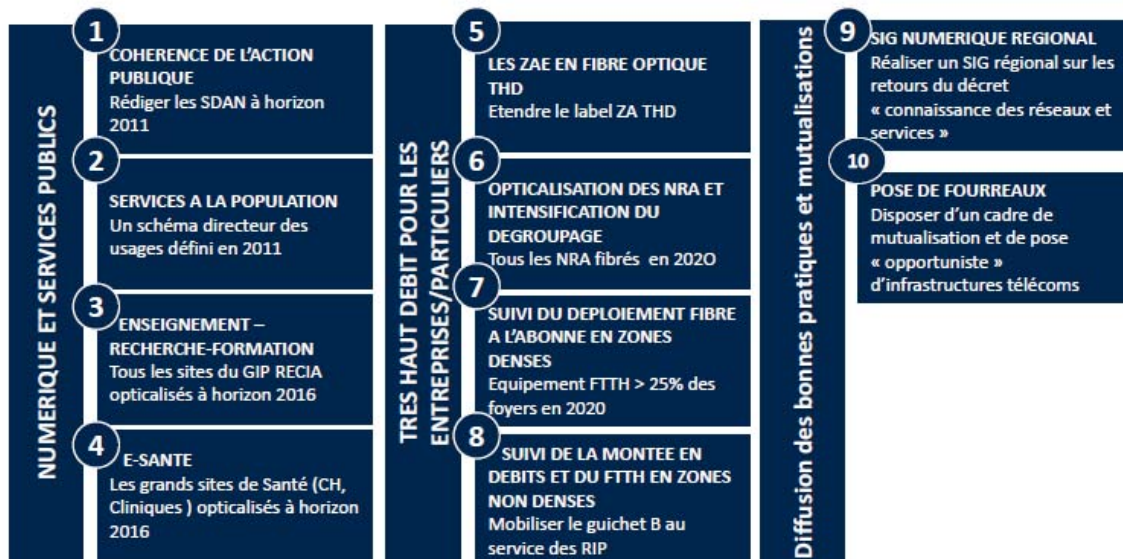 NUMERIQUE ET SERVICES PUBLICS
1
COHERENCE DE L'ACTION
PUBLIQUE
Rédiger les SDAN à horizon
2011
2
SERVICES A LA POPULATION
Un schéma directeur des
usages défini en 2011
3
ENSEIGNEMENT –
RECHERCHE-FORMATION
Tous les sites du GIP RECIA
opticalisés à horizon 2016
4
E-SANTE
Les grands sites de Santé (CH,
Cliniques ) opticalisés à horizon
2016
TRES HAUT DEBIT POUR LES
ENTREPRISES/PARTICULIERS
5
LES ZAE EN FIBRE OPTIQUE
THD
Etendre le label ZA THD
6
OPTICALISATION DES NRA ET
INTENSIFICATION DU
DEGROUPAGE
Tous les NRA fibrés en 202O
7
SUIVI DU DEPLOIEMENT FIBRE
A L'ABONNE EN ZONES
DENSES
Equipement FTTH > 25% des
foyers en 2020
8
SUIVI DE LA MONTEE EN
DEBITS ET DU FTTH EN ZONES
NON DENSES
Mobiliser le guichet B au
service des RIP
Diffusion des bonnes pratiques et mutualisations
9
SIG NUMERIQUE REGIONAL
Réaliser un SIG régional sur les
retours du décret
« connaissance des réseaux et
services »
10
POSE DE FOURREAUX
Disposer d'un cadre de
mutualisation et de pose
« opportuniste »
d'infrastructures télécoms